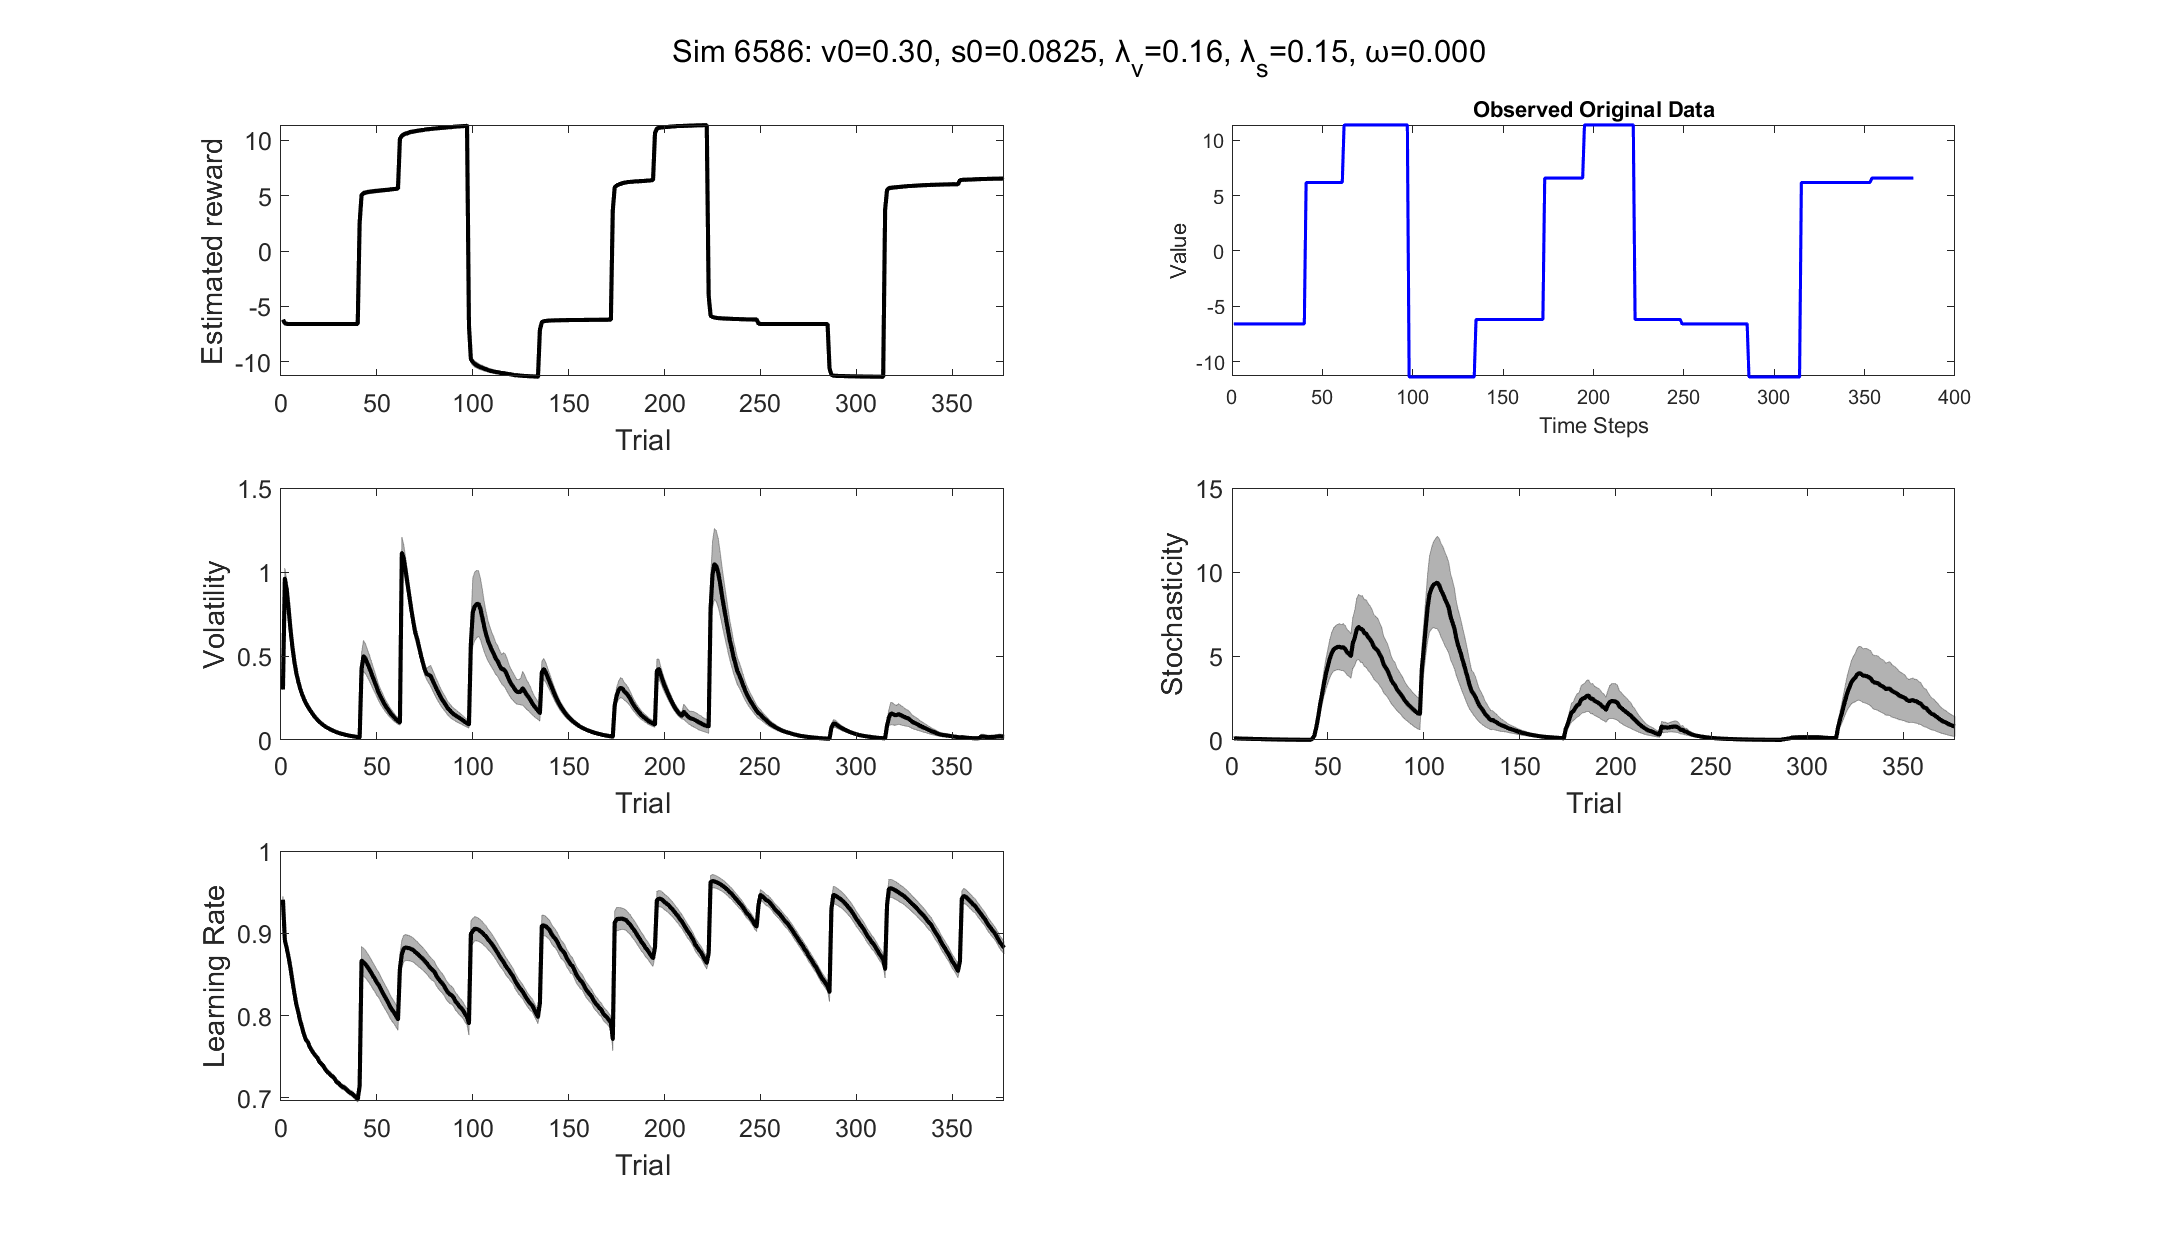 Sim 6586: v0=0.30, s0=0.0825, λ_v=0.16, λ_s=0.15, ω=0.000
Estimated reward
10
5
0
-5
-10
0 50 100 150 200 250 300 350
Trial
Observed Original Data
Value
10
5
0
-5
-10
0 50 100 150 200 250 300 350 400
Time Steps
Volatility
1.5
1
0.5
0
0 50 100 150 200 250 300 350
Trial
Stochasticity
15
10
5
0
0 50 100 150 200 250 300 350
Trial
Learning Rate
1
0.9
0.8
0.7
0 50 100 150 200 250 300 350
Trial